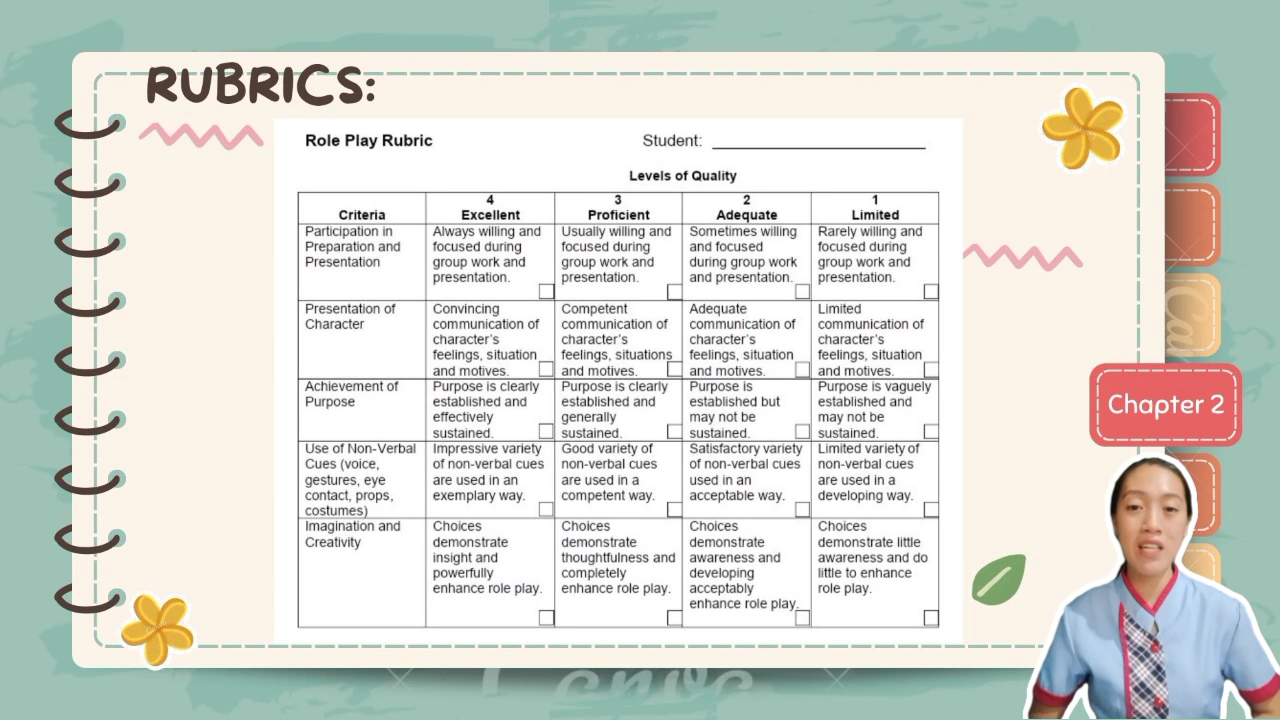 RUBRICS:
Role Play Rubric
Student:
Levels of Quality
Criteria
4
Excellent
3
Proficient
2
Adequate
1
Limited
Participation in
Preparation and
Presentation
Always willing and
focused during
group work and
presentation.
Usually willing and
focused during
group work and
presentation.
Sometimes willing
and focused
during group work
and presentation.
Rarely willing and
focused during
group work and
presentation.
Presentation of
Character
Convincing
communication of
character's
feelings, situation
and motives.
Competent
communication of
character's
feelings, situations
and motives.
Adequate
communication of
character's
feelings, situation
and motives.
Limited
communication of
character's
feelings, situation
and motives.
Achievement of
Purpose
Purpose is clearly
established and
effectively
sustained.
Purpose is clearly
established and
generally
sustained.
Purpose is
established but
may not be
sustained.
Purpose is vaguely
established and
may not be
sustained.
Use of Non-Verbal
Cues (voice,
gestures, eye
contact, props,
costumes)
Impressive variety
of non-verbal cues
are used in an
exemplary way.
Good variety of
non-verbal cues
are used in a
competent way.
Satisfactory variety
of non-verbal cues
used in an
acceptable way.
Limited variety of
non-verbal cues
are used in a
developing way.
Imagination and
Creativity
Choices
demonstrate
insight and
powerfully
enhance role play.
Choices
demonstrate
thoughtfulness and
completely
enhance role play.
Choices
demonstrate
awareness and
developing
acceptably
enhance role play.
Choices
demonstrate little
awareness and do
little to enhance
role play.
Chapter 2